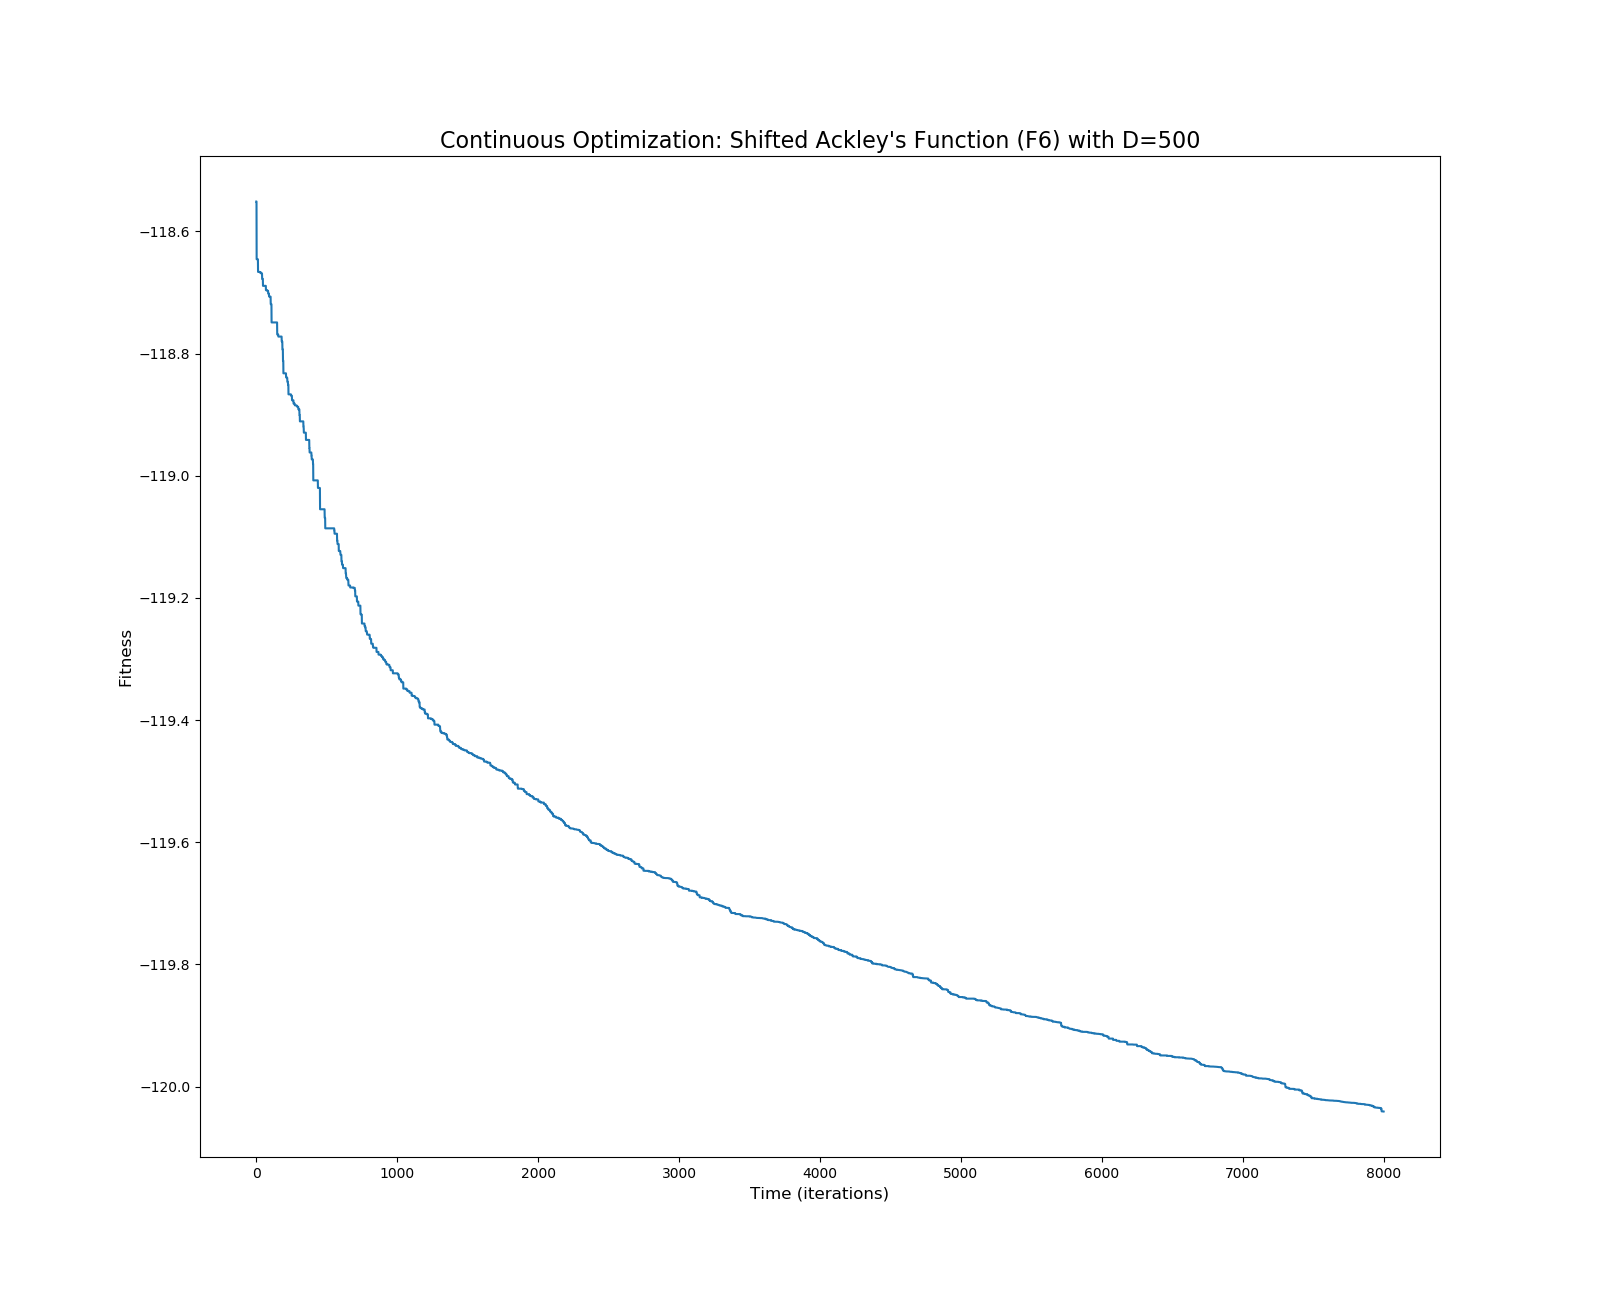 Continuous Optimization: Shifted Ackley's Function (F6) with D=500
−118.6
−118.8
−119.0
−119.2
−119.4
−119.6
−119.8
−120.0
Fitness
0 1000 2000 3000 4000 5000 6000 7000 8000
Time (iterations)